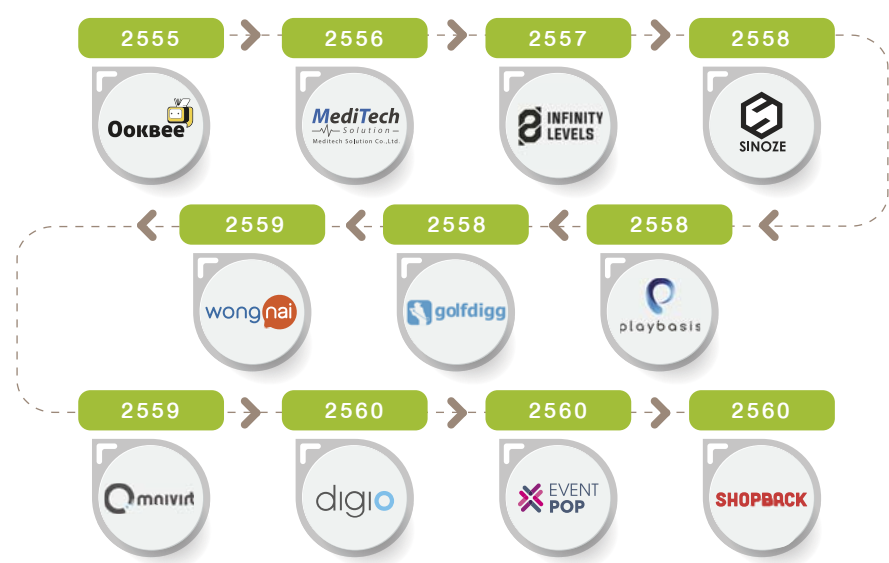 2555
2556
2557
2558
OOKBEE
MediTech
Solution
Meditech Solution Co.,Ltd.
INFINITY
LEVELS
SINOZE
2558
2558
2559
playbasis
golfdigg
wongnai
2559
2560
2560
2560
Omnivirt
digio
EVENT
POP
SHOPBACK